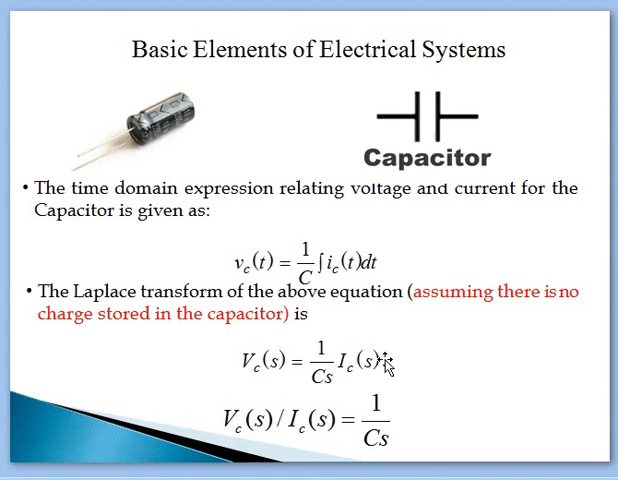 Basic Elements of Electrical Systems
Capacitor
• The time domain expression relating voltage and current for the
Capacitor is given as:
v_c(t) = 1/C ∫ i_c(t)dt
• The Laplace transform of the above equation (assuming there is no
charge stored in the capacitor) is
V_c(s) = 1/Cs I_c(s)
V_c(s) / I_c(s) = 1/Cs